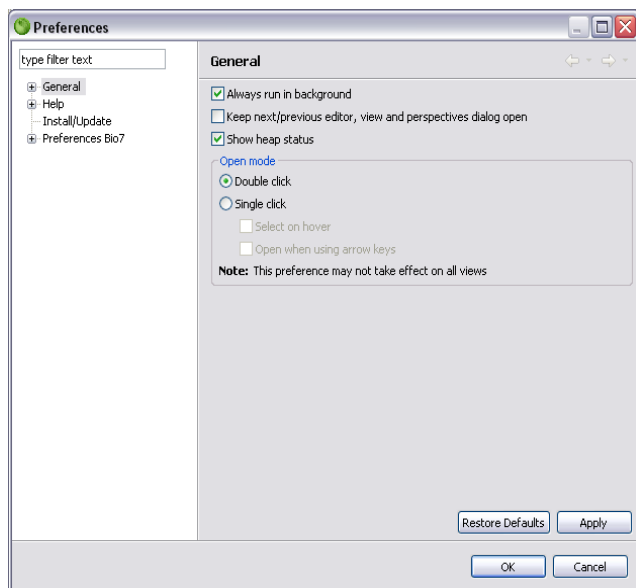 Preferences
type filter text
General
Help
Install/Update
Preferences Bio7
General
Always run in background
Keep next/previous editor, view and perspectives dialog open
Show heap status
Open mode
Double click
Single click
Select on hover
Open when using arrow keys
Note: This preference may not take effect on all views
Restore Defaults Apply
OK Cancel